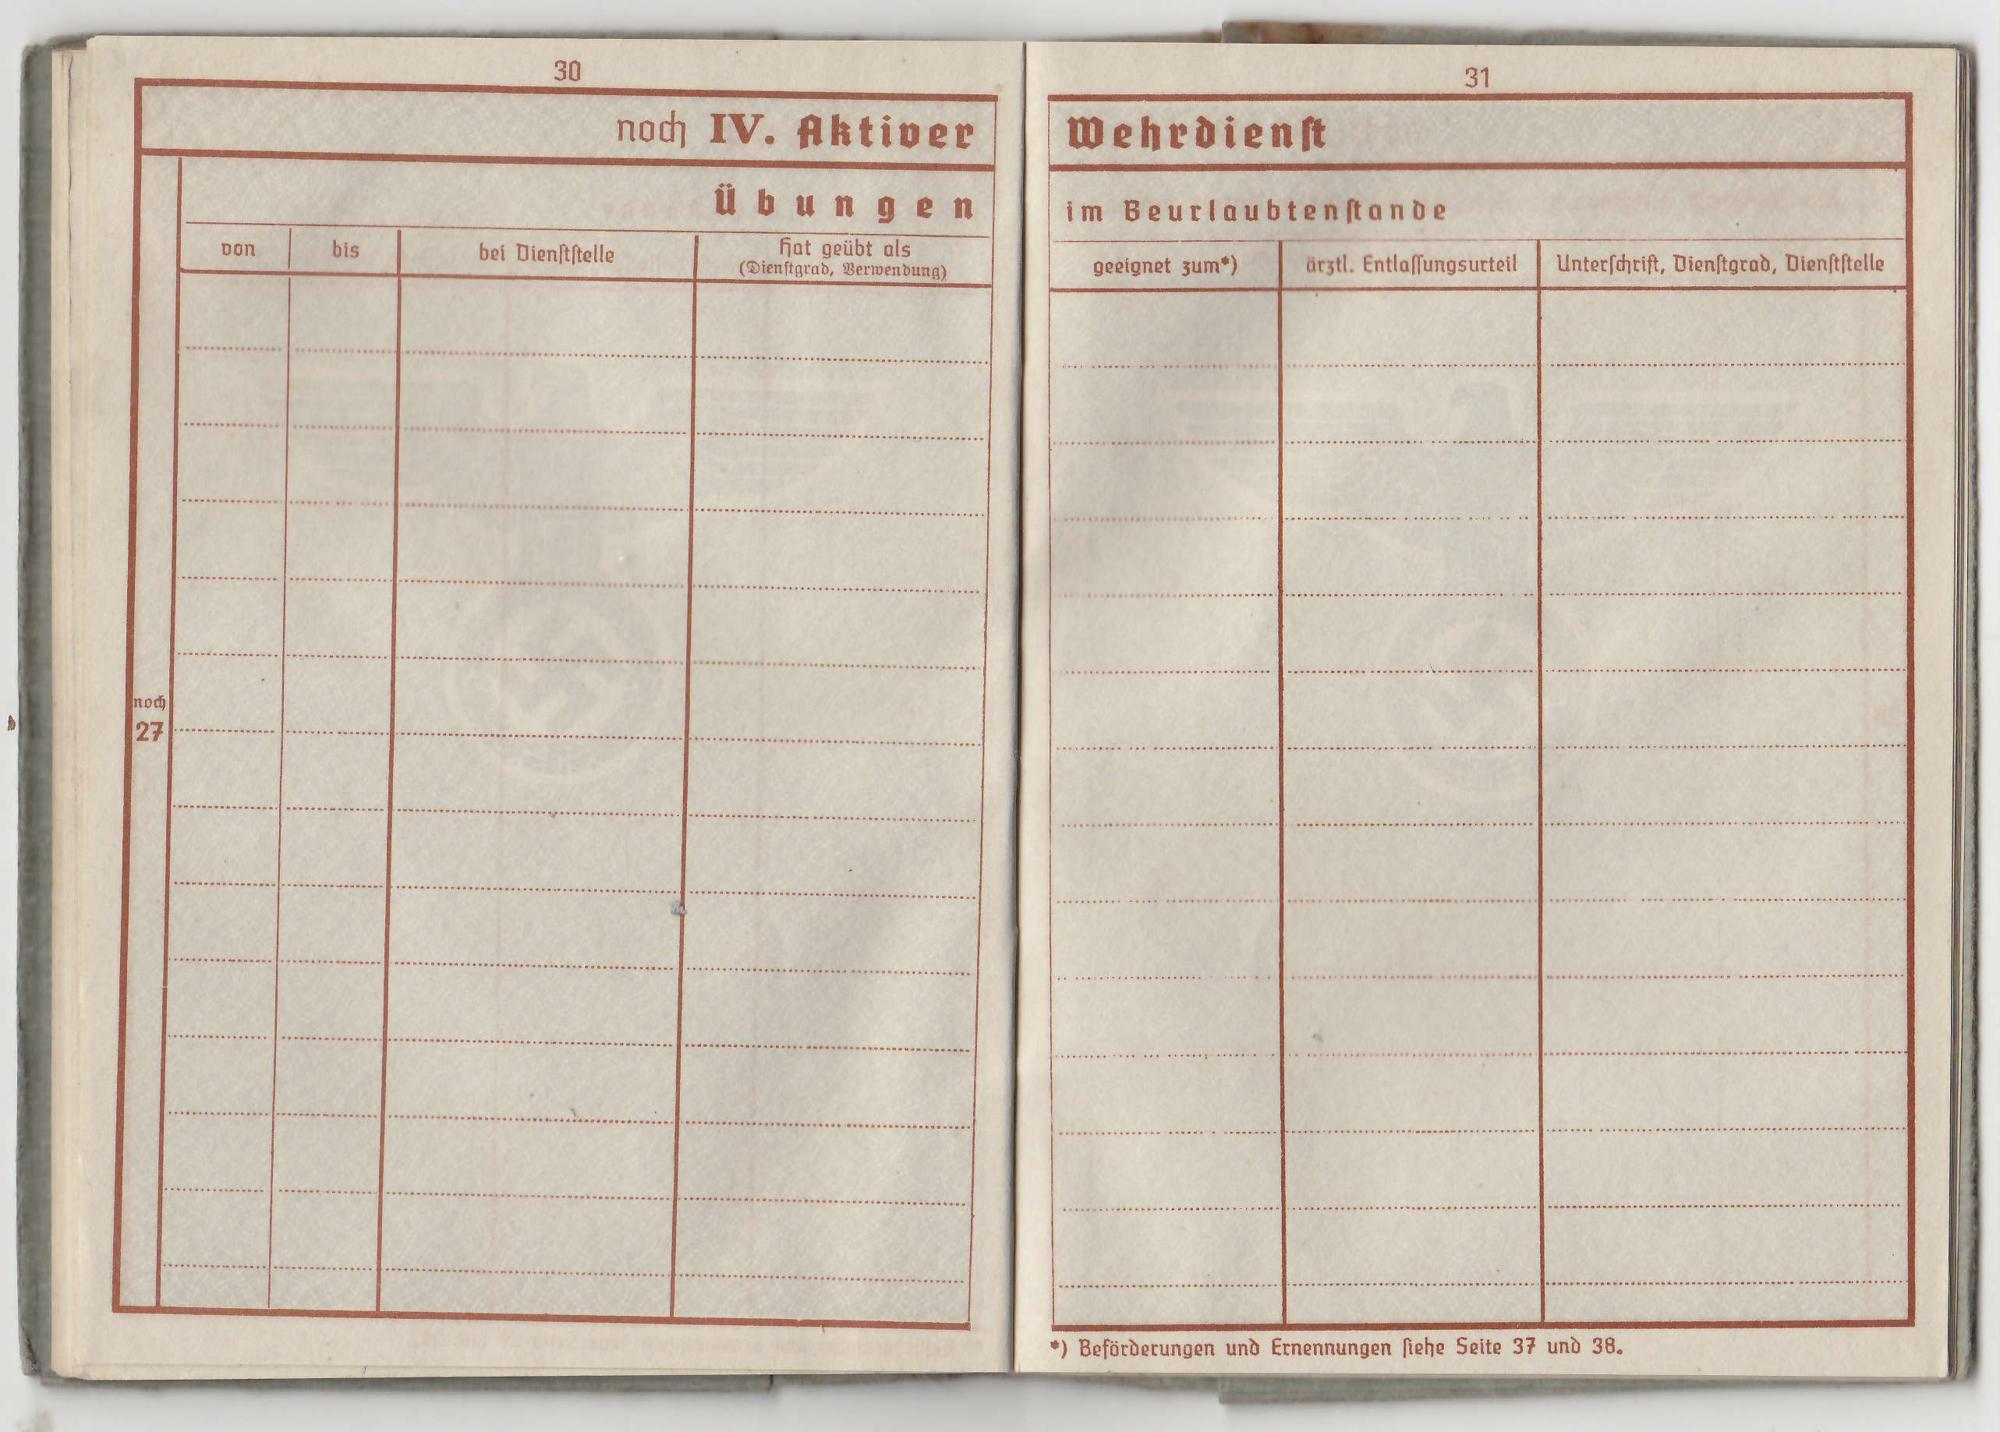 30
noch IV. Aktiver
Übungen
von
bis
bei Dienſtſtelle
Hat geübt als
(Dienſtgrad, Verwendung)
noch
27
31
Wehrdienſt
im Beurlaubtenſtande
geeignet zum*)
ärztl. Entlaſſungsurteil
Unterſchrift, Dienſtgrad, Dienſtſtelle
*) Beförderungen und Ernennungen ſiehe Seite 37 und 38.